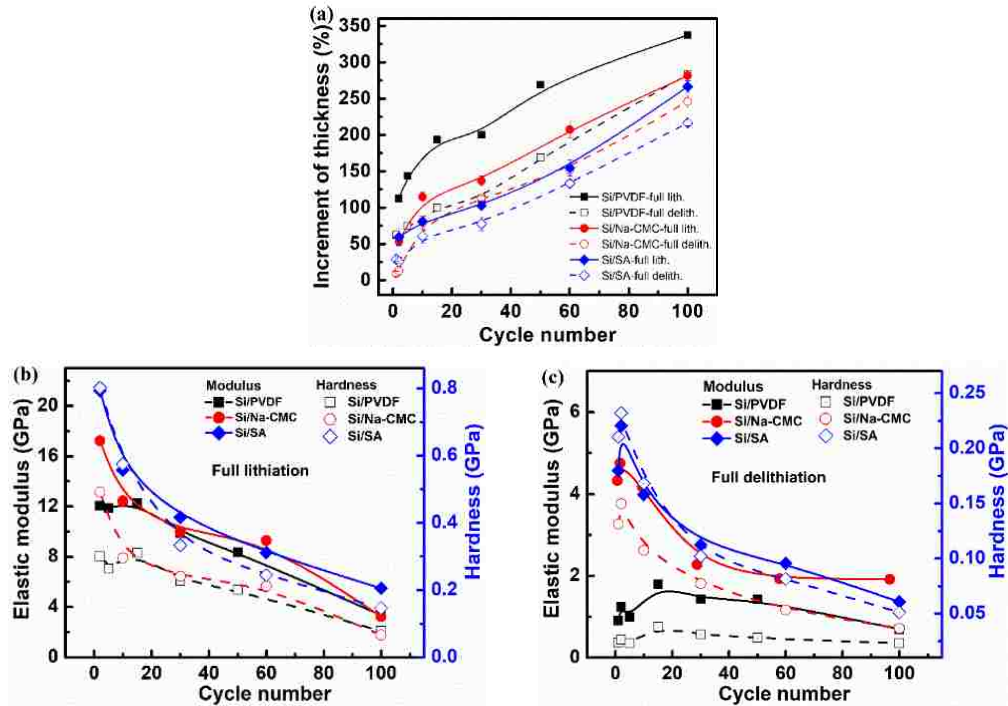 (a)
350
300
250
200
150
100
50
0
Increment of thickness (%)
Si/PVDF-full lith.
Si/PVDF-full delith.
Si/Na-CMC-full lith.
Si/Na-CMC-full delith.
Si/SA-full lith.
Si/SA-full delith.
0 20 40 60 80 100
Cycle number
(b)
Modulus Hardness
Si/PVDF Si/PVDF
Si/Na-CMC Si/Na-CMC
Si/SA Si/SA
Full lithiation
20
16
12
8
4
0
Elastic modulus (GPa)
0.8
0.6
0.4
0.2
0.0
Hardness (GPa)
0 20 40 60 80 100
Cycle number
(c)
Modulus Hardness
Si/PVDF Si/PVDF
Si/Na-CMC Si/Na-CMC
Si/SA Si/SA
Full delithiation
6
4
2
0
Elastic modulus (GPa)
0.25
0.20
0.15
0.10
0.05
Hardness (GPa)
0 20 40 60 80 100
Cycle number